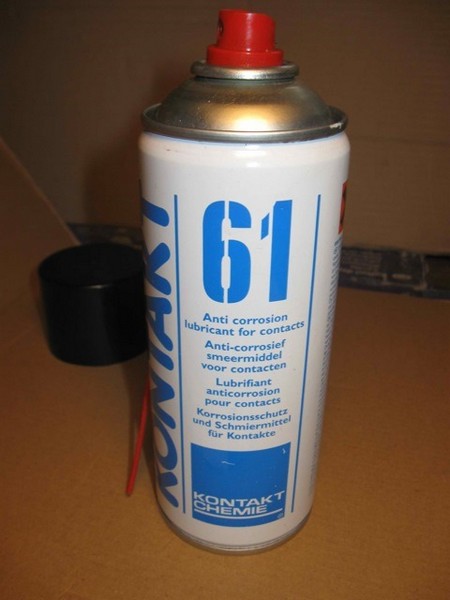 KONTAKT
61
Anti corrosion
lubricant for contacts
Anti-corrosief
smeermiddel
voor contacten
Lubrifiant
anticorrosion
pour contacts
Korrosionsschutz
und Schmiermittel
für Kontakte
KONTAKT
CHEMIE